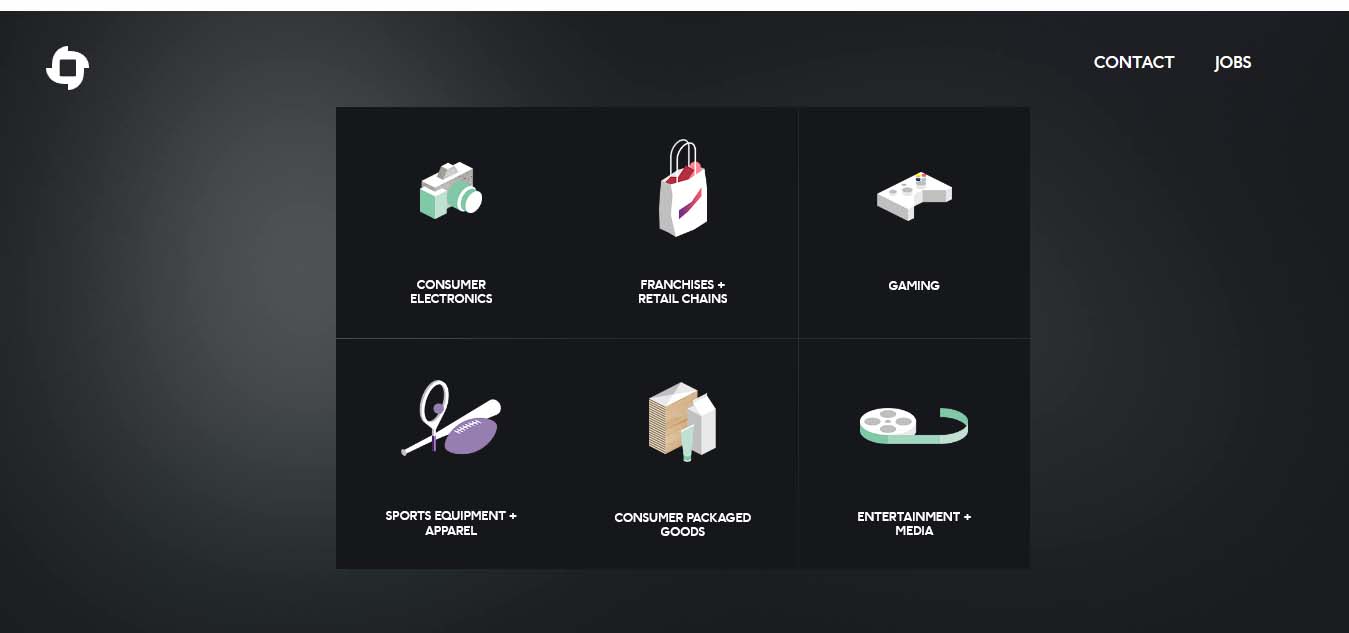 CONTACT JOBS
CONSUMER
ELECTRONICS
FRANCHISES +
RETAIL CHAINS
GAMING
SPORTS EQUIPMENT +
APPAREL
CONSUMER PACKAGED
GOODS
ENTERTAINMENT +
MEDIA